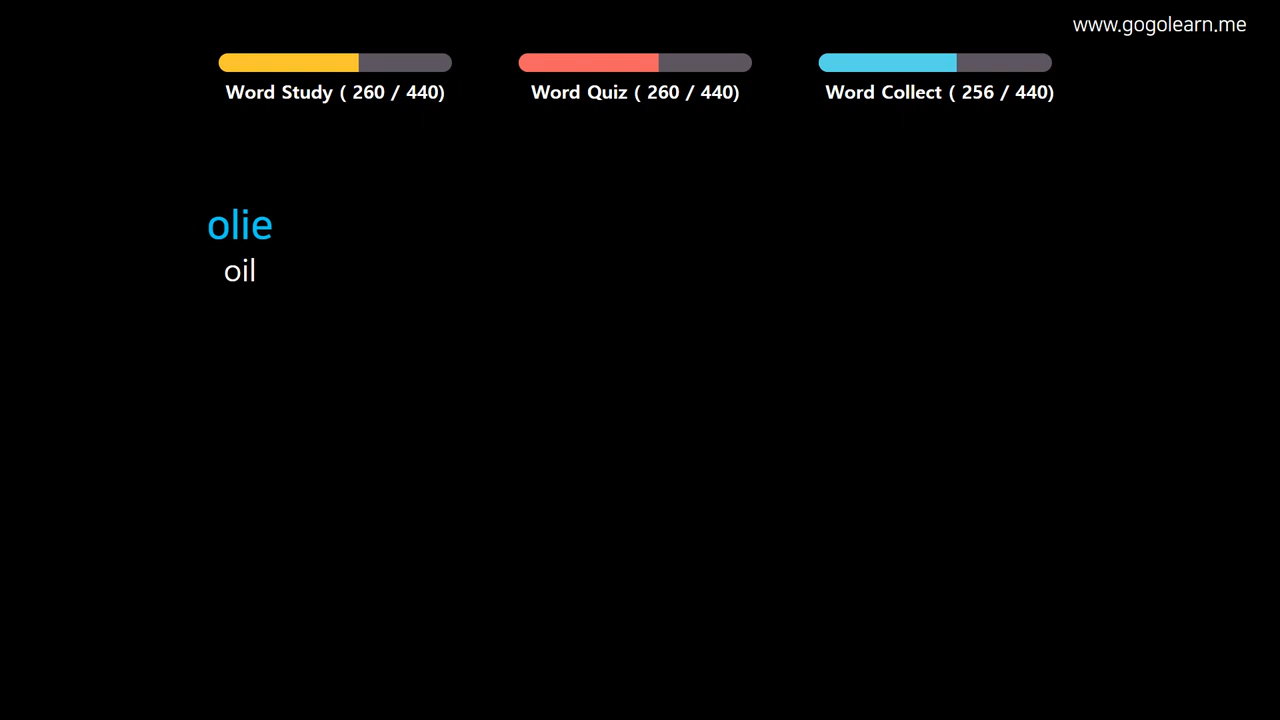 www.gogolearn.me
Word Study ( 260 / 440)
Word Quiz ( 260 / 440)
Word Collect ( 256 / 440)
olie
oil